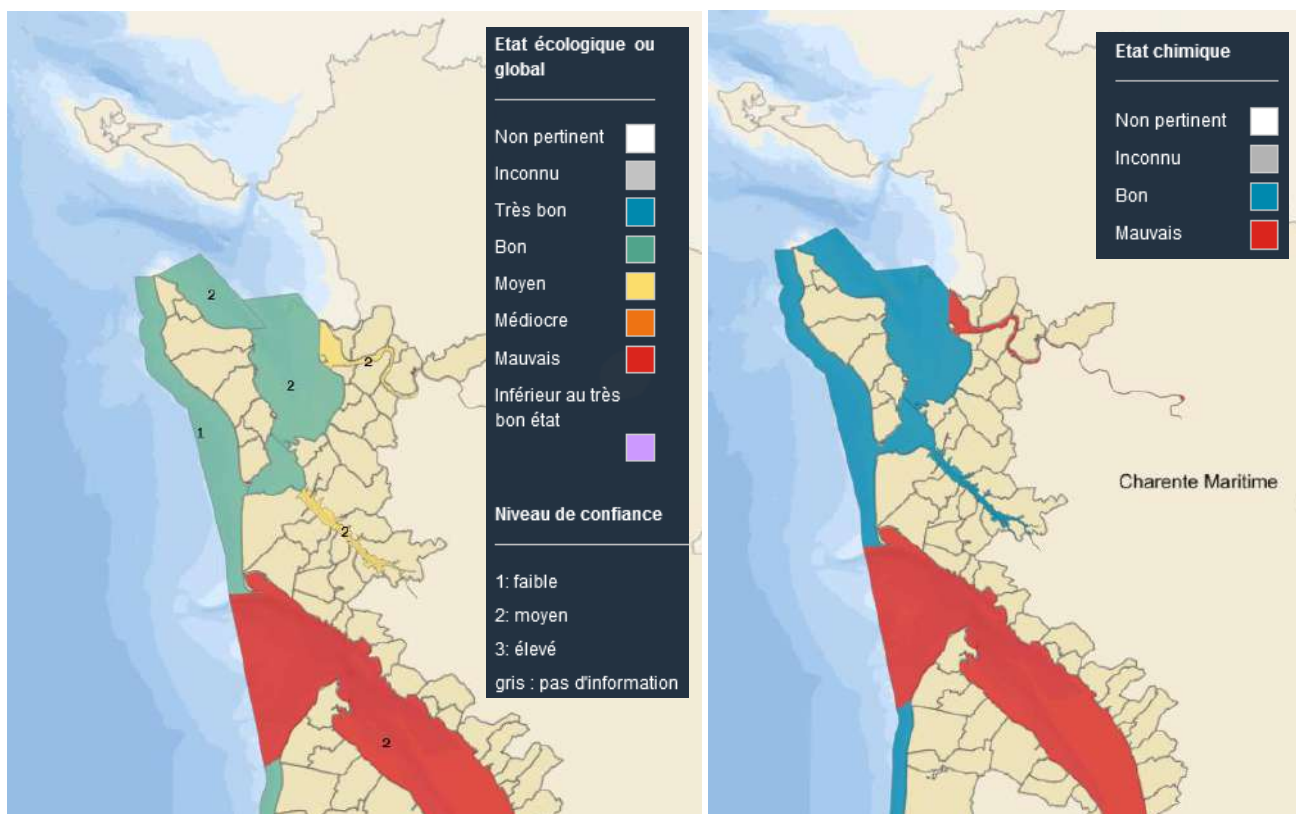 Etat écologique ou
global
Non pertinent
Inconnu
Très bon
Bon
Moyen
Médiocre
Mauvais
Inférieur au très
bon état
Niveau de confiance
1: faible
2: moyen
3: élevé
gris : pas d'information
2
2
2
1
2
2
Etat chimique
Non pertinent
Inconnu
Bon
Mauvais
Charente Maritime